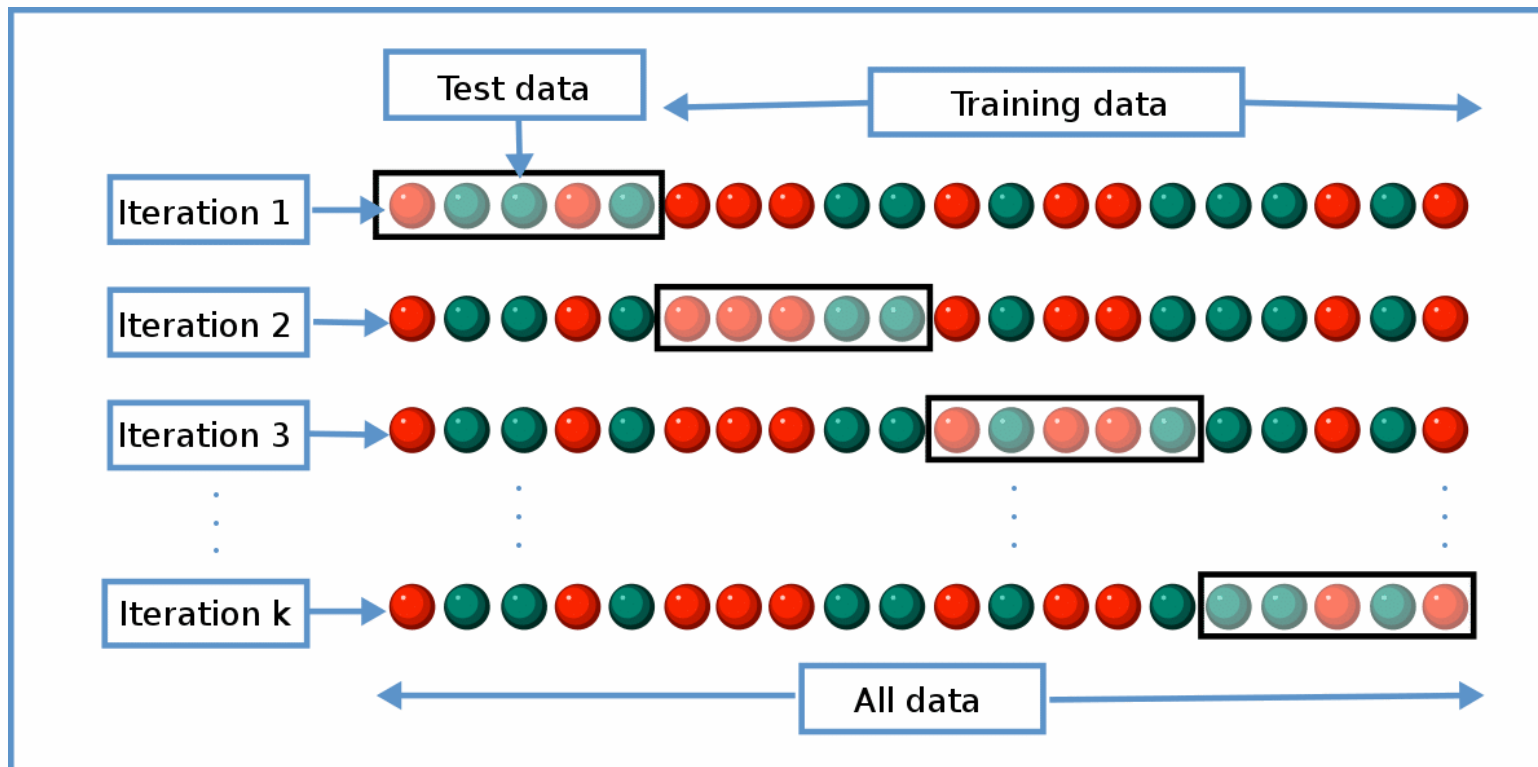 Test data
Training data
Iteration 1
Iteration 2
Iteration 3
Iteration k
All data